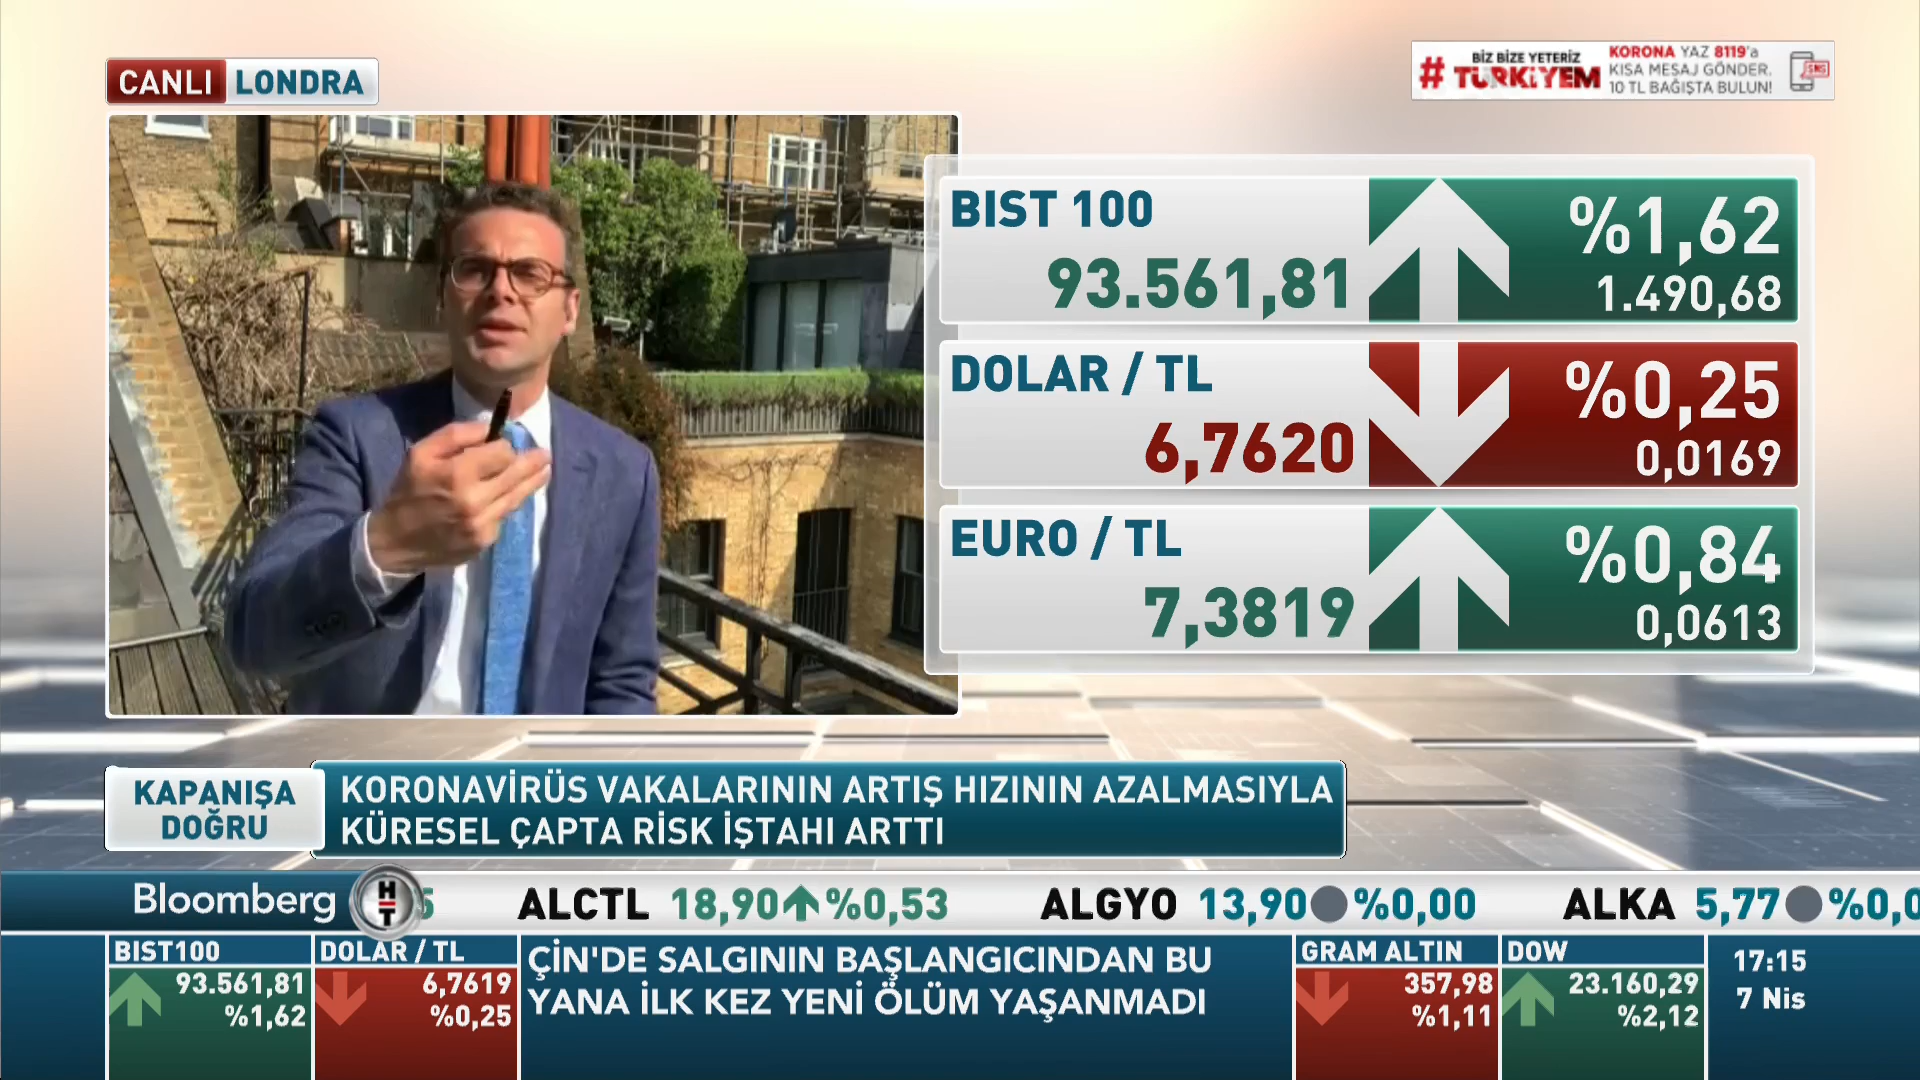 CANLI LONDRA
# BİZ BİZE YETERİZ
TÜRKİYEM
KORONA YAZ 8119'a
KISA MESAJ GÖNDER.
10 TL BAĞIŞTA BULUN!
SMS
BIST 100
93.561,81
%1,62
1.490,68
DOLAR / TL
6,7620
%0,25
0,0169
EURO / TL
7,3819
%0,84
0,0613
KAPANIŞA
DOĞRU
KORONAVİRÜS VAKALARININ ARTIŞ HIZININ AZALMASIYLA
KÜRESEL ÇAPTA RİSK İŞTAHI ARTTI
Bloomberg HT
ALCTL 18,90 %0,53 ALGYO 13,90 %0,00 ALKA 5,77 %0,0
BIST100
93.561,81
%1,62
DOLAR / TL
6,7619
%0,25
ÇİN'DE SALGININ BAŞLANGICINDAN BU
YANA İLK KEZ YENİ ÖLÜM YAŞANMADI
GRAM ALTIN
357,98
%1,11
DOW
23.160,29
%2,12
17:15
7 Nis